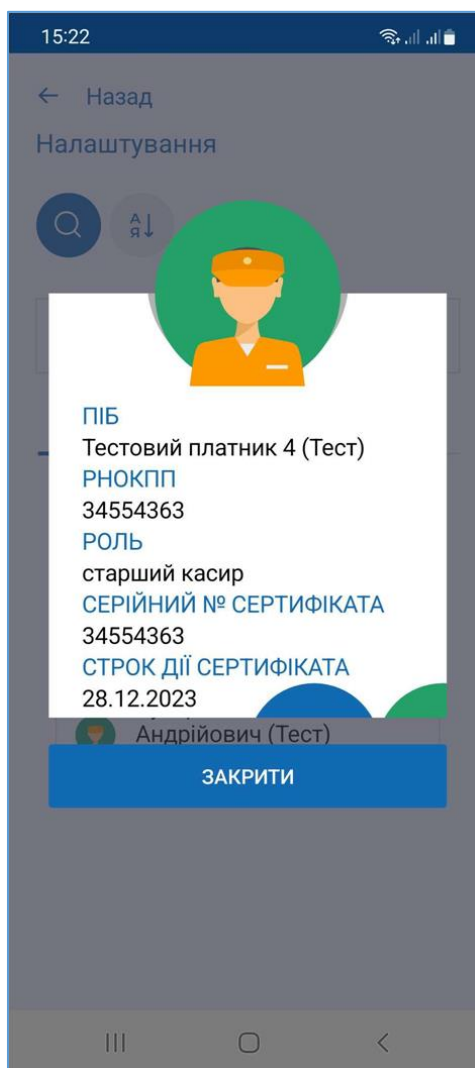 15:22
← Назад
Налаштування
А
Я
ПІБ
Тестовий платник 4 (Тест)
РНОКПП
34554363
РОЛЬ
старший касир
СЕРІЙНИЙ № СЕРТИФІКАТА
34554363
СТРОК ДІЇ СЕРТИФІКАТА
28.12.2023
Андрійович (Тест)
ЗАКРИТИ